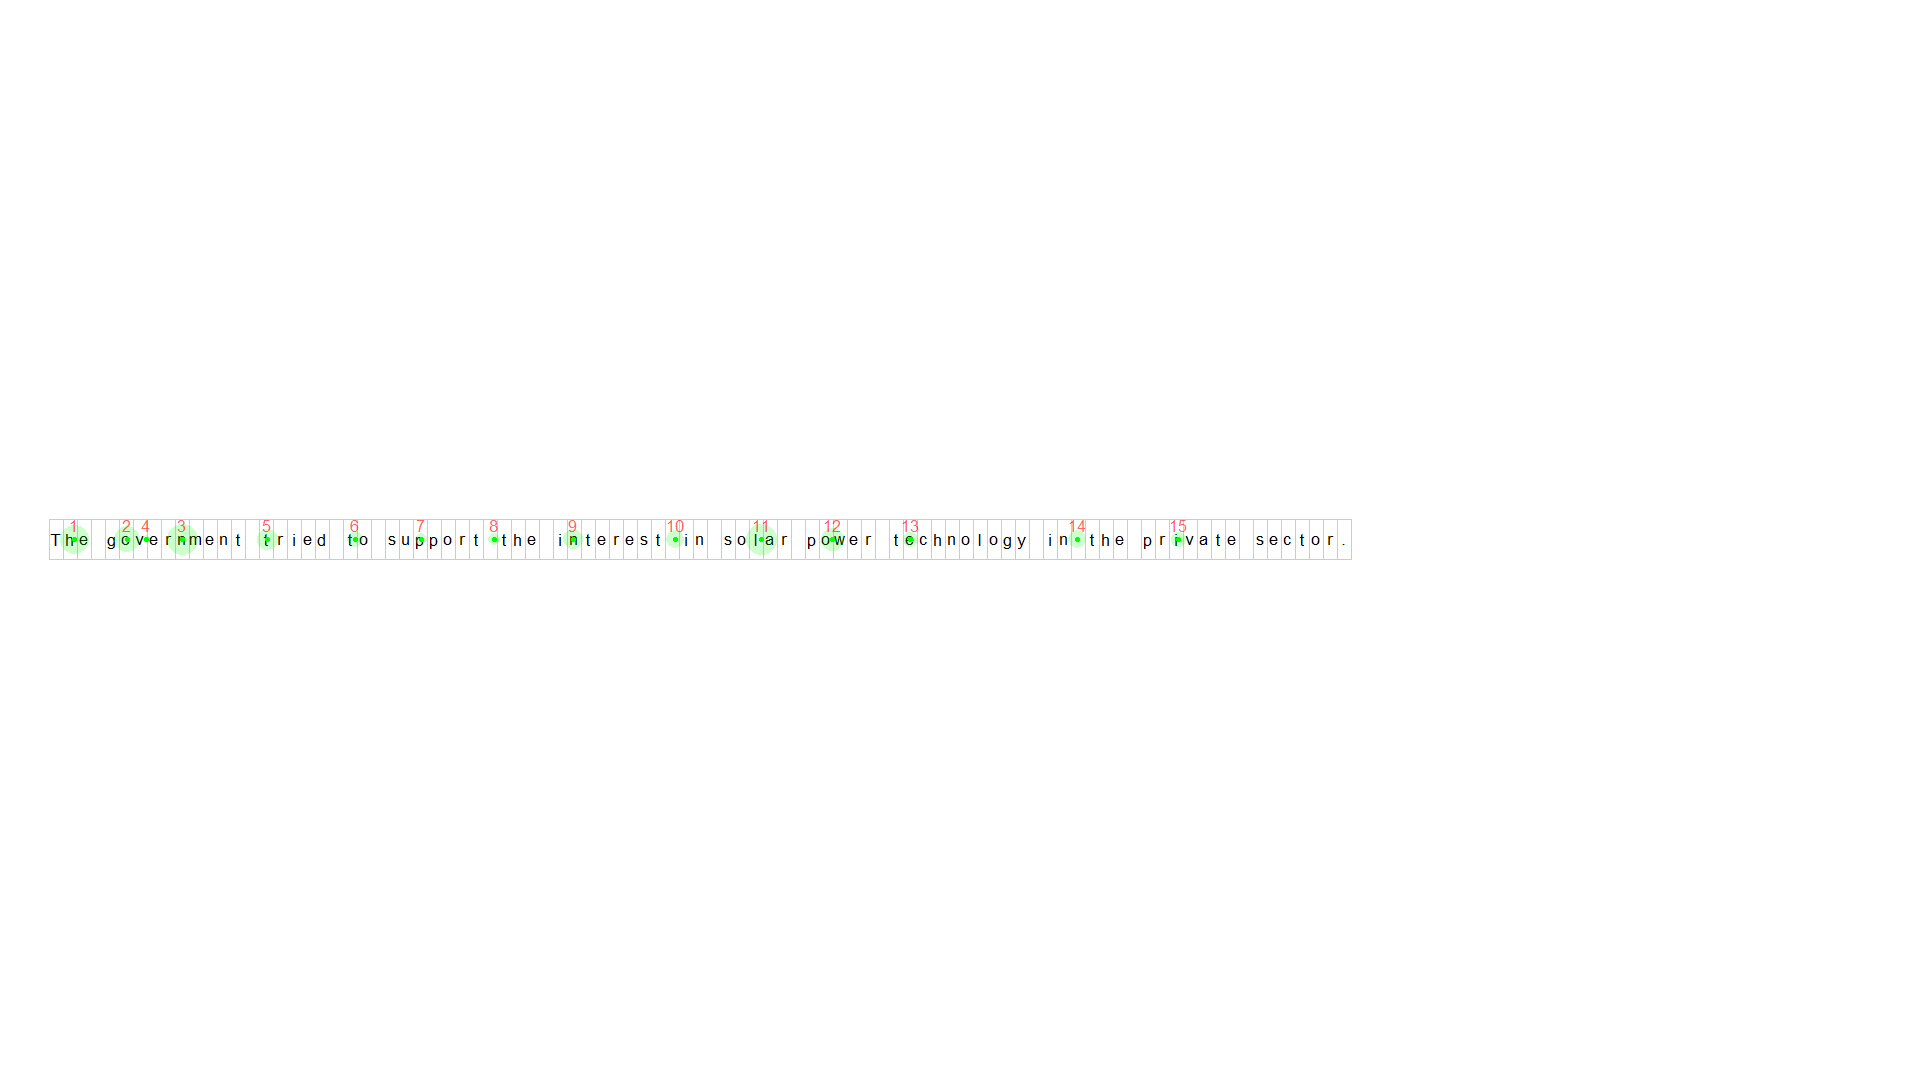 1 2 4 3 5 6 7 8 9 10 11 12 13 14 15
The government tried to support the interest in solar power technology in the private sector.